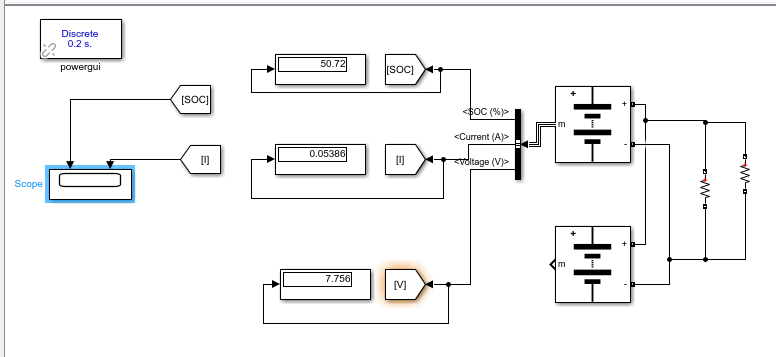 Discrete
0.2 s.
powergui
[SOC]
[I]
Scope
50.72
[SOC]
<SOC (%)>
0.05386
[I]
<Current (A)>
<Voltage (V)>
7.756
[V]
+
m
+
-
+
m
+
-